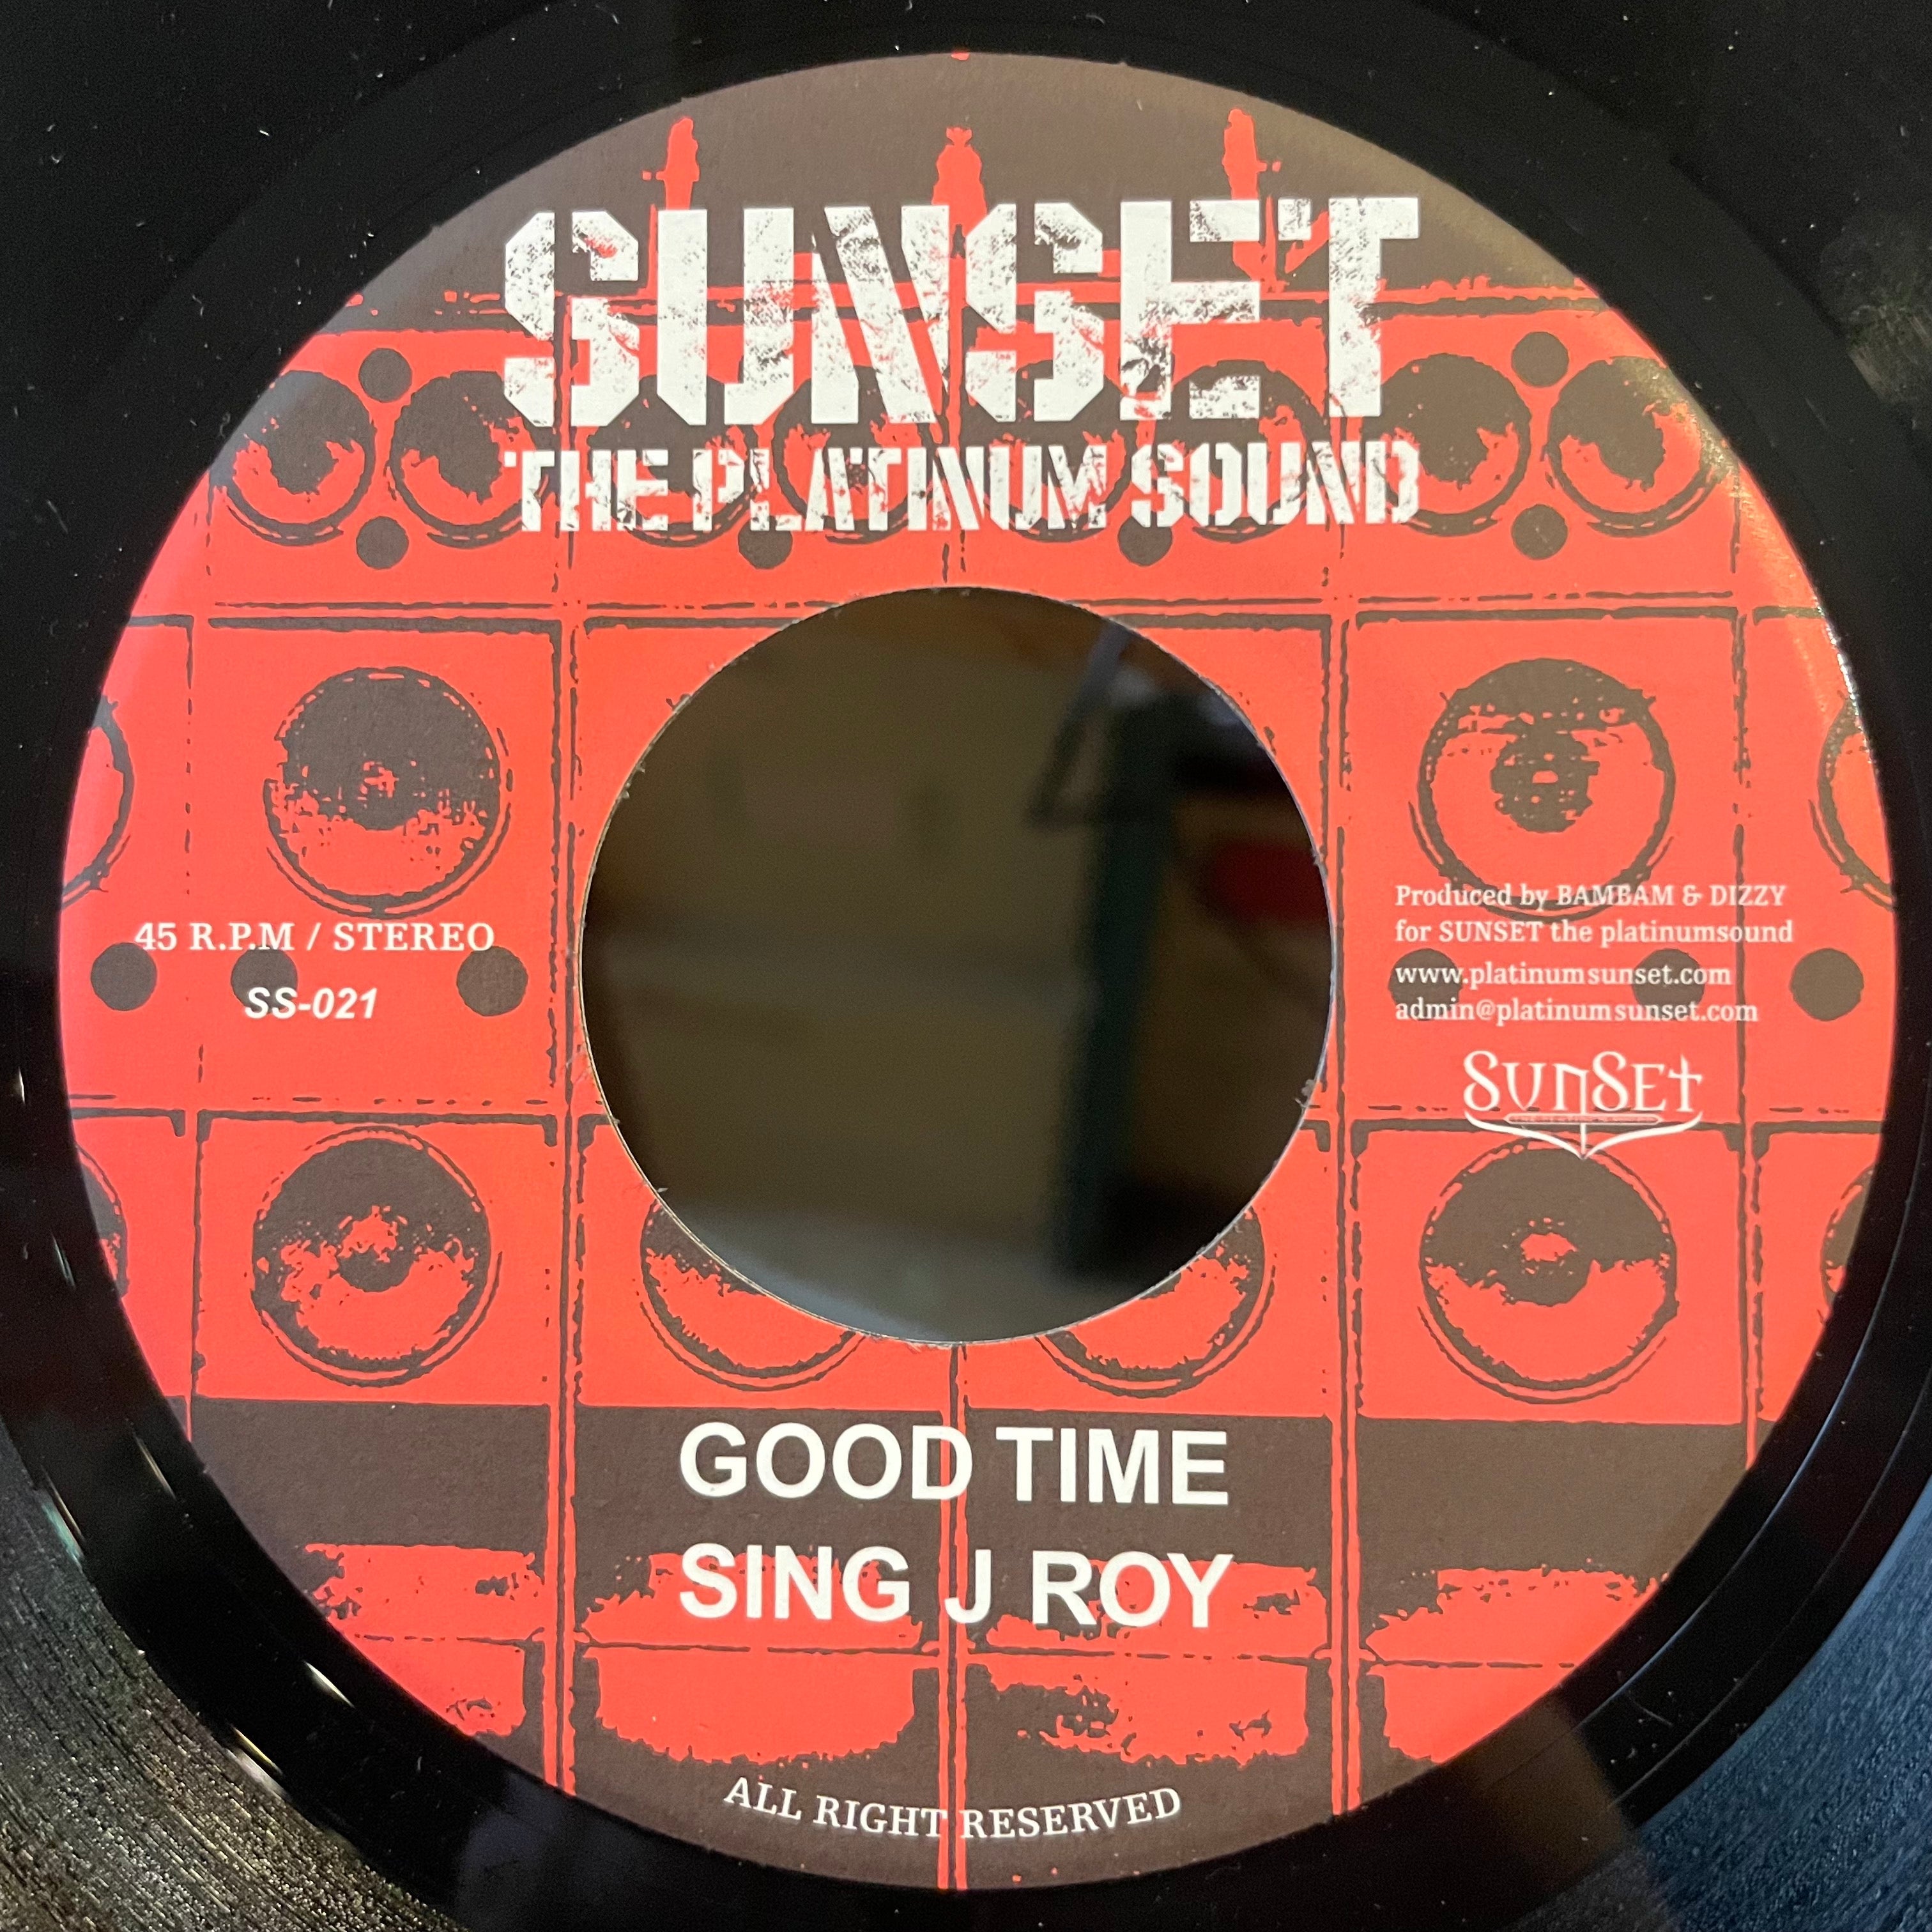 SUNSET
THE PLATINUM SOUND
45 R.P.M / STEREO
SS-021
Produced by BAMBAM & DIZZY
for SUNSET the platinumsound
www.platinumsunset.com
admin@platinumsunset.com
SUNSET
GOOD TIME
SING J ROY
ALL RIGHT RESERVED